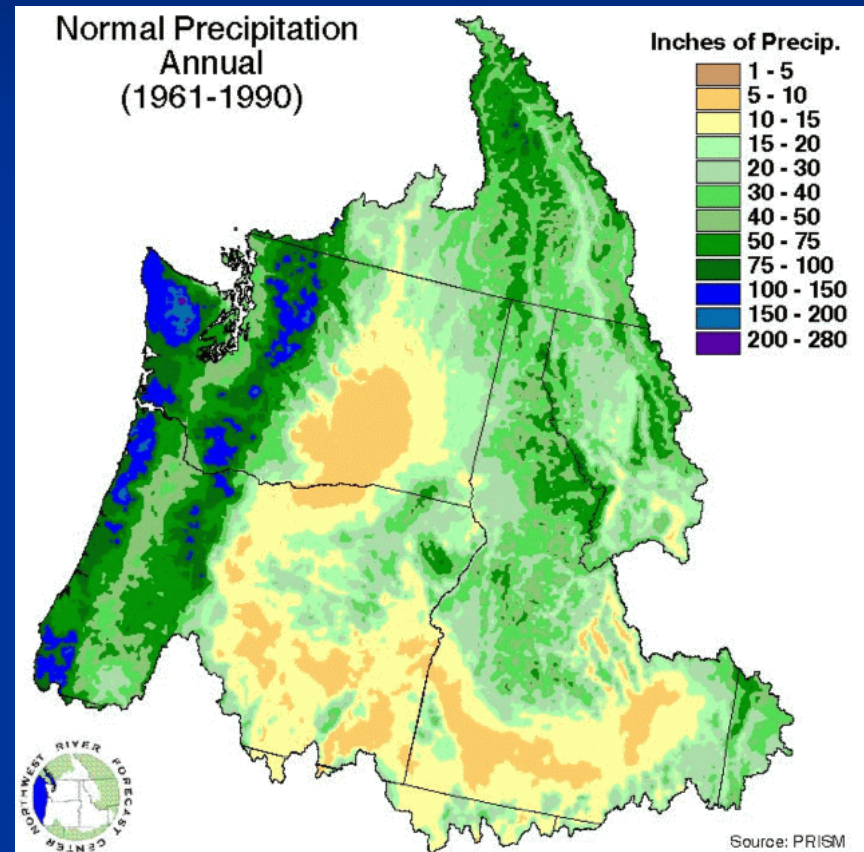 Normal Precipitation
Annual
(1961-1990)
Inches of Precip.
1 - 5
5 - 10
10 - 15
15 - 20
20 - 30
30 - 40
40 - 50
50 - 75
75 - 100
100 - 150
150 - 200
200 - 280
NORTHWEST RIVER FORECAST CENTER
Source: PRISM